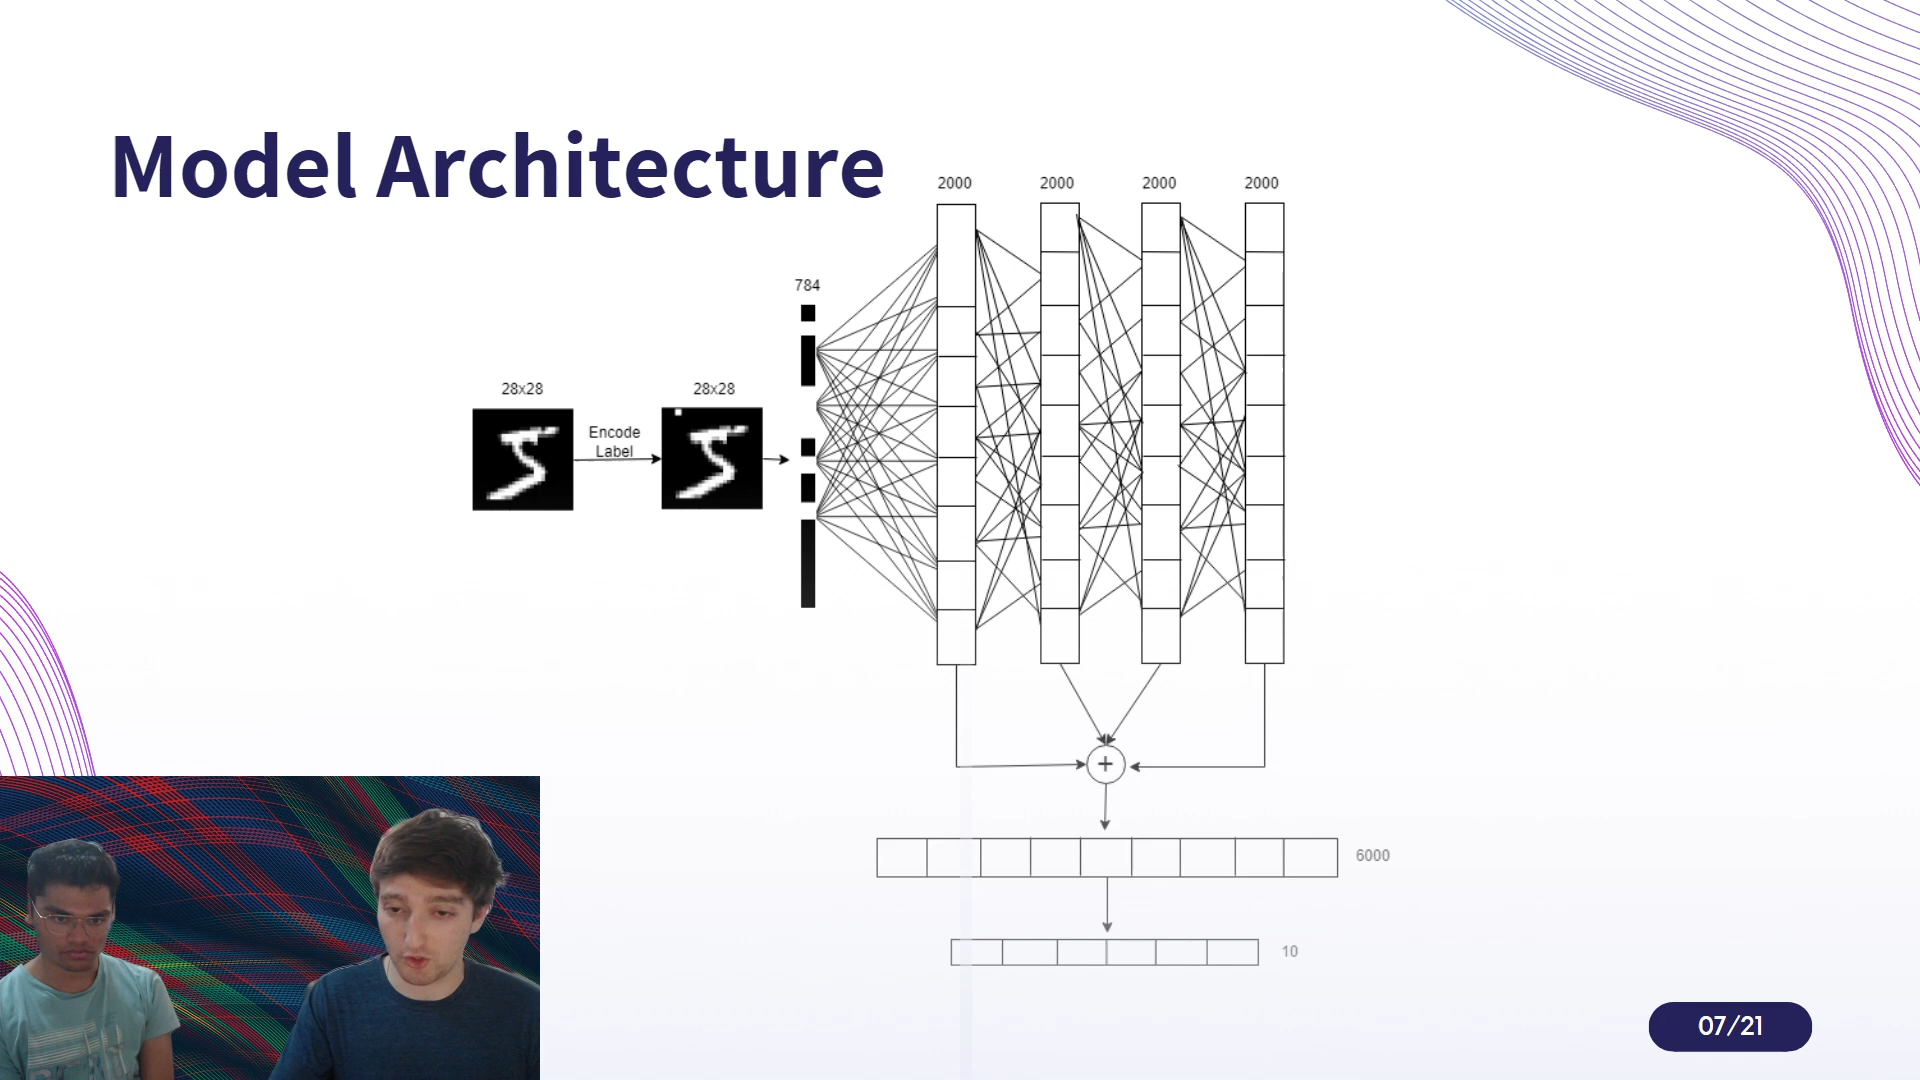 Model Architecture
2000 2000 2000 2000
784
28x28 28x28
Encode
Label
+
6000
10
07/21